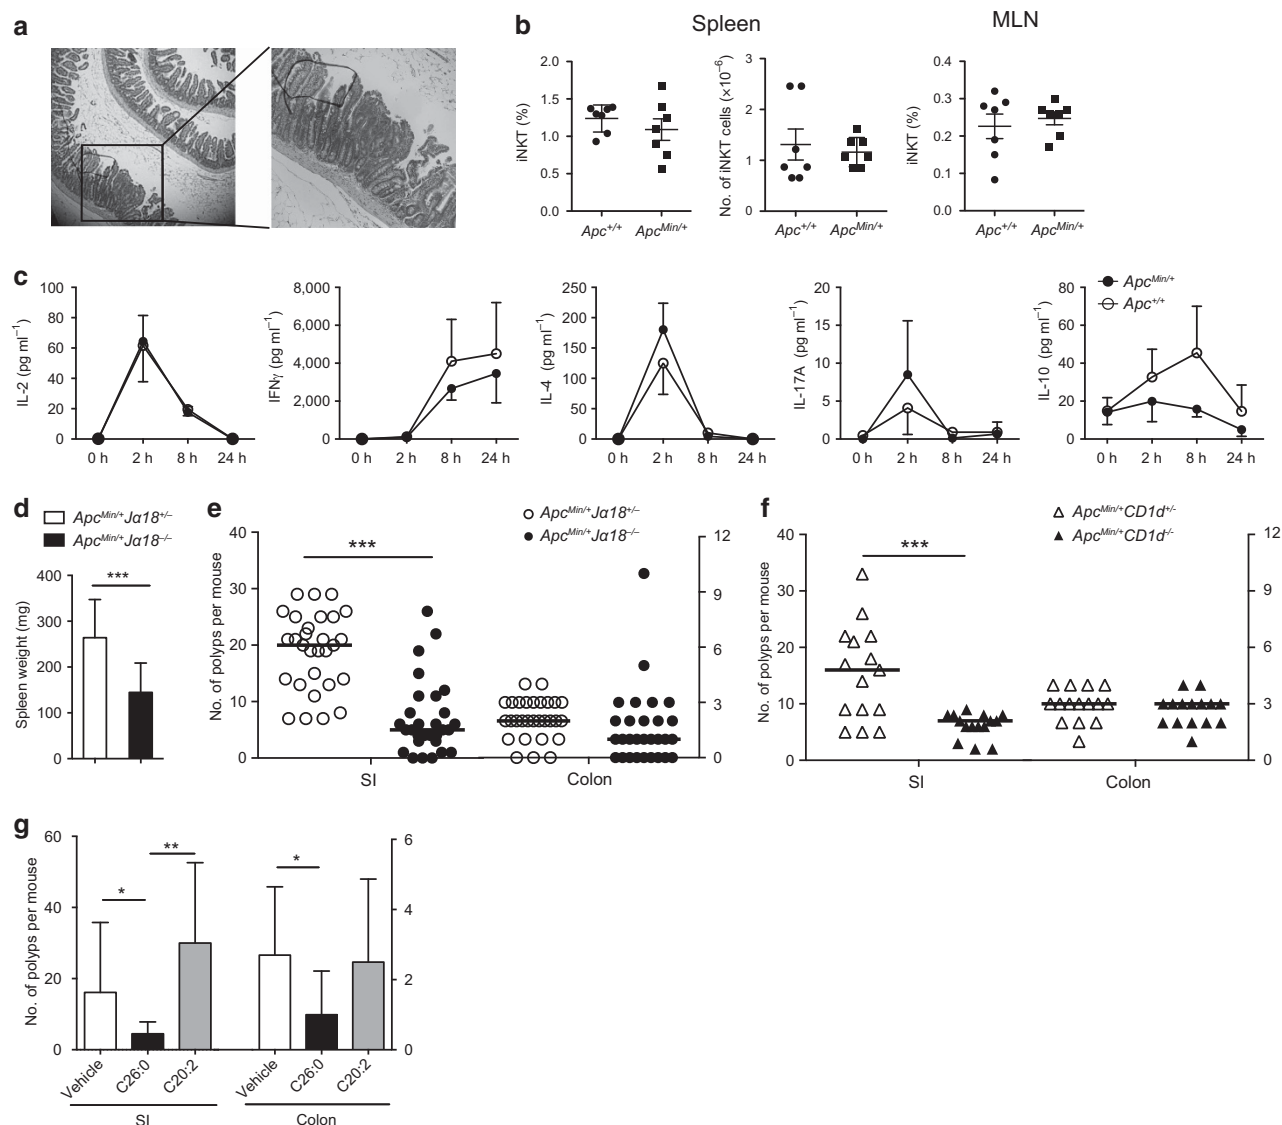 a
b
Spleen
MLN
iNKT (%)
2.0
1.5
1.0
0.5
0.0
Apc+/+
ApcMin/+
No. of iNKT cells (×10−6)
3
2
1
0
Apc+/+
ApcMin/+
iNKT (%)
0.4
0.3
0.2
0.1
0.0
Apc+/+
ApcMin/+
c
IL-2 (pg ml−1)
100
80
60
40
20
0
0 h 2 h 8 h 24 h
IFNγ (pg ml−1)
8,000
6,000
4,000
2,000
0
0 h 2 h 8 h 24 h
IL-4 (pg ml−1)
250
200
150
100
50
0
0 h 2 h 8 h 24 h
IL-17A (pg ml−1)
20
15
10
5
0
0 h 2 h 8 h 24 h
IL-10 (pg ml−1)
80
60
40
20
0
0 h 2 h 8 h 24 h
ApcMin/+
Apc+/+
d
ApcMin/+Jα18+/−
ApcMin/+Jα18−/−
Spleen weight (mg)
400
300
200
100
0
***
e
ApcMin/+Jα18+/−
ApcMin/+Jα18−/−
No. of polyps per mouse
40
30
20
10
0
***
12
9
6
3
0
SI
Colon
f
ApcMin/+CD1d+/-
ApcMin/+CD1d-/-
No. of polyps per mouse
40
30
20
10
0
***
12
9
6
3
0
SI
Colon
g
No. of polyps per mouse
60
40
20
0
*
**
*
6
4
2
0
Vehicle
C26:0
C20:2
Vehicle
C26:0
C20:2
SI
Colon